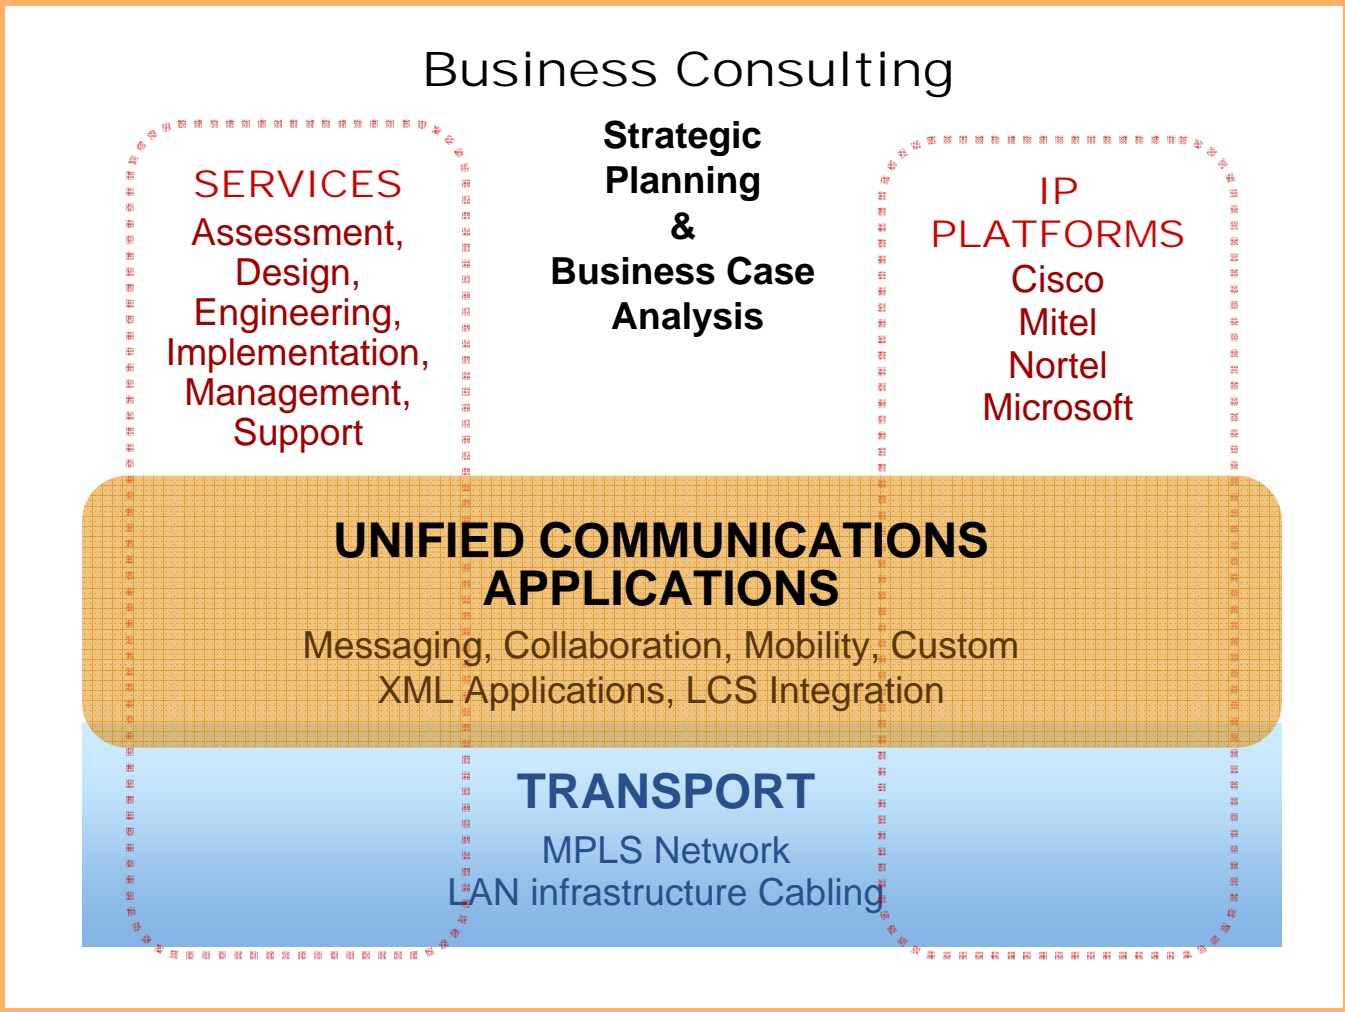 Business Consulting
Strategic
Planning
&
Business Case
Analysis
SERVICES
Assessment,
Design,
Engineering,
Implementation,
Management,
Support
IP
PLATFORMS
Cisco
Mitel
Nortel
Microsoft
UNIFIED COMMUNICATIONS
APPLICATIONS
Messaging, Collaboration, Mobility, Custom
XML Applications, LCS Integration
TRANSPORT
MPLS Network
LAN infrastructure Cabling